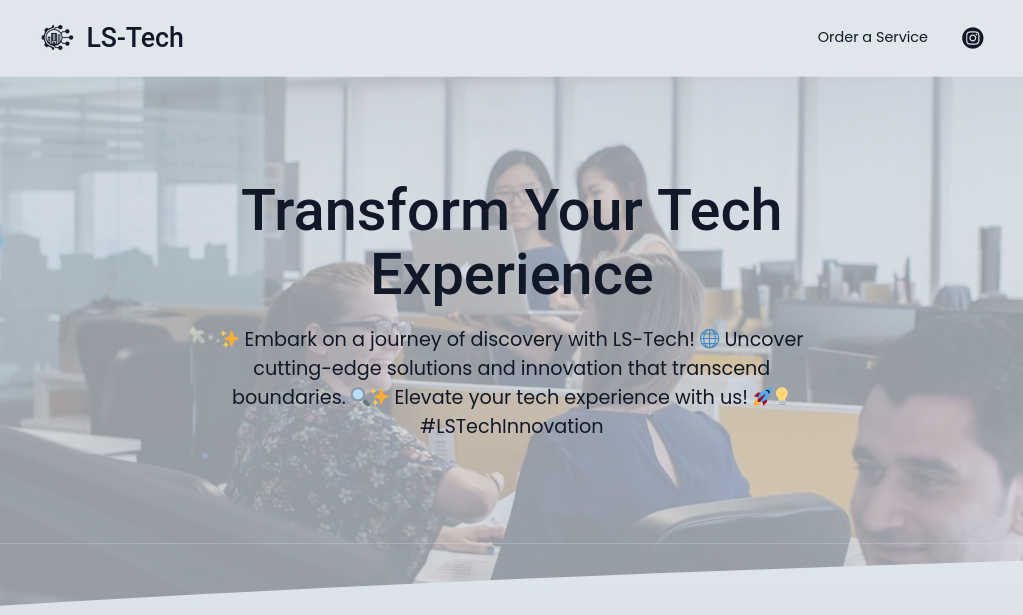 LS-Tech
Order a Service
Transform Your Tech
Experience
✨ Embark on a journey of discovery with LS-Tech! 🌐 Uncover
cutting-edge solutions and innovation that transcend
boundaries. 🔍✨ Elevate your tech experience with us! 🚀💡
#LSTechInnovation